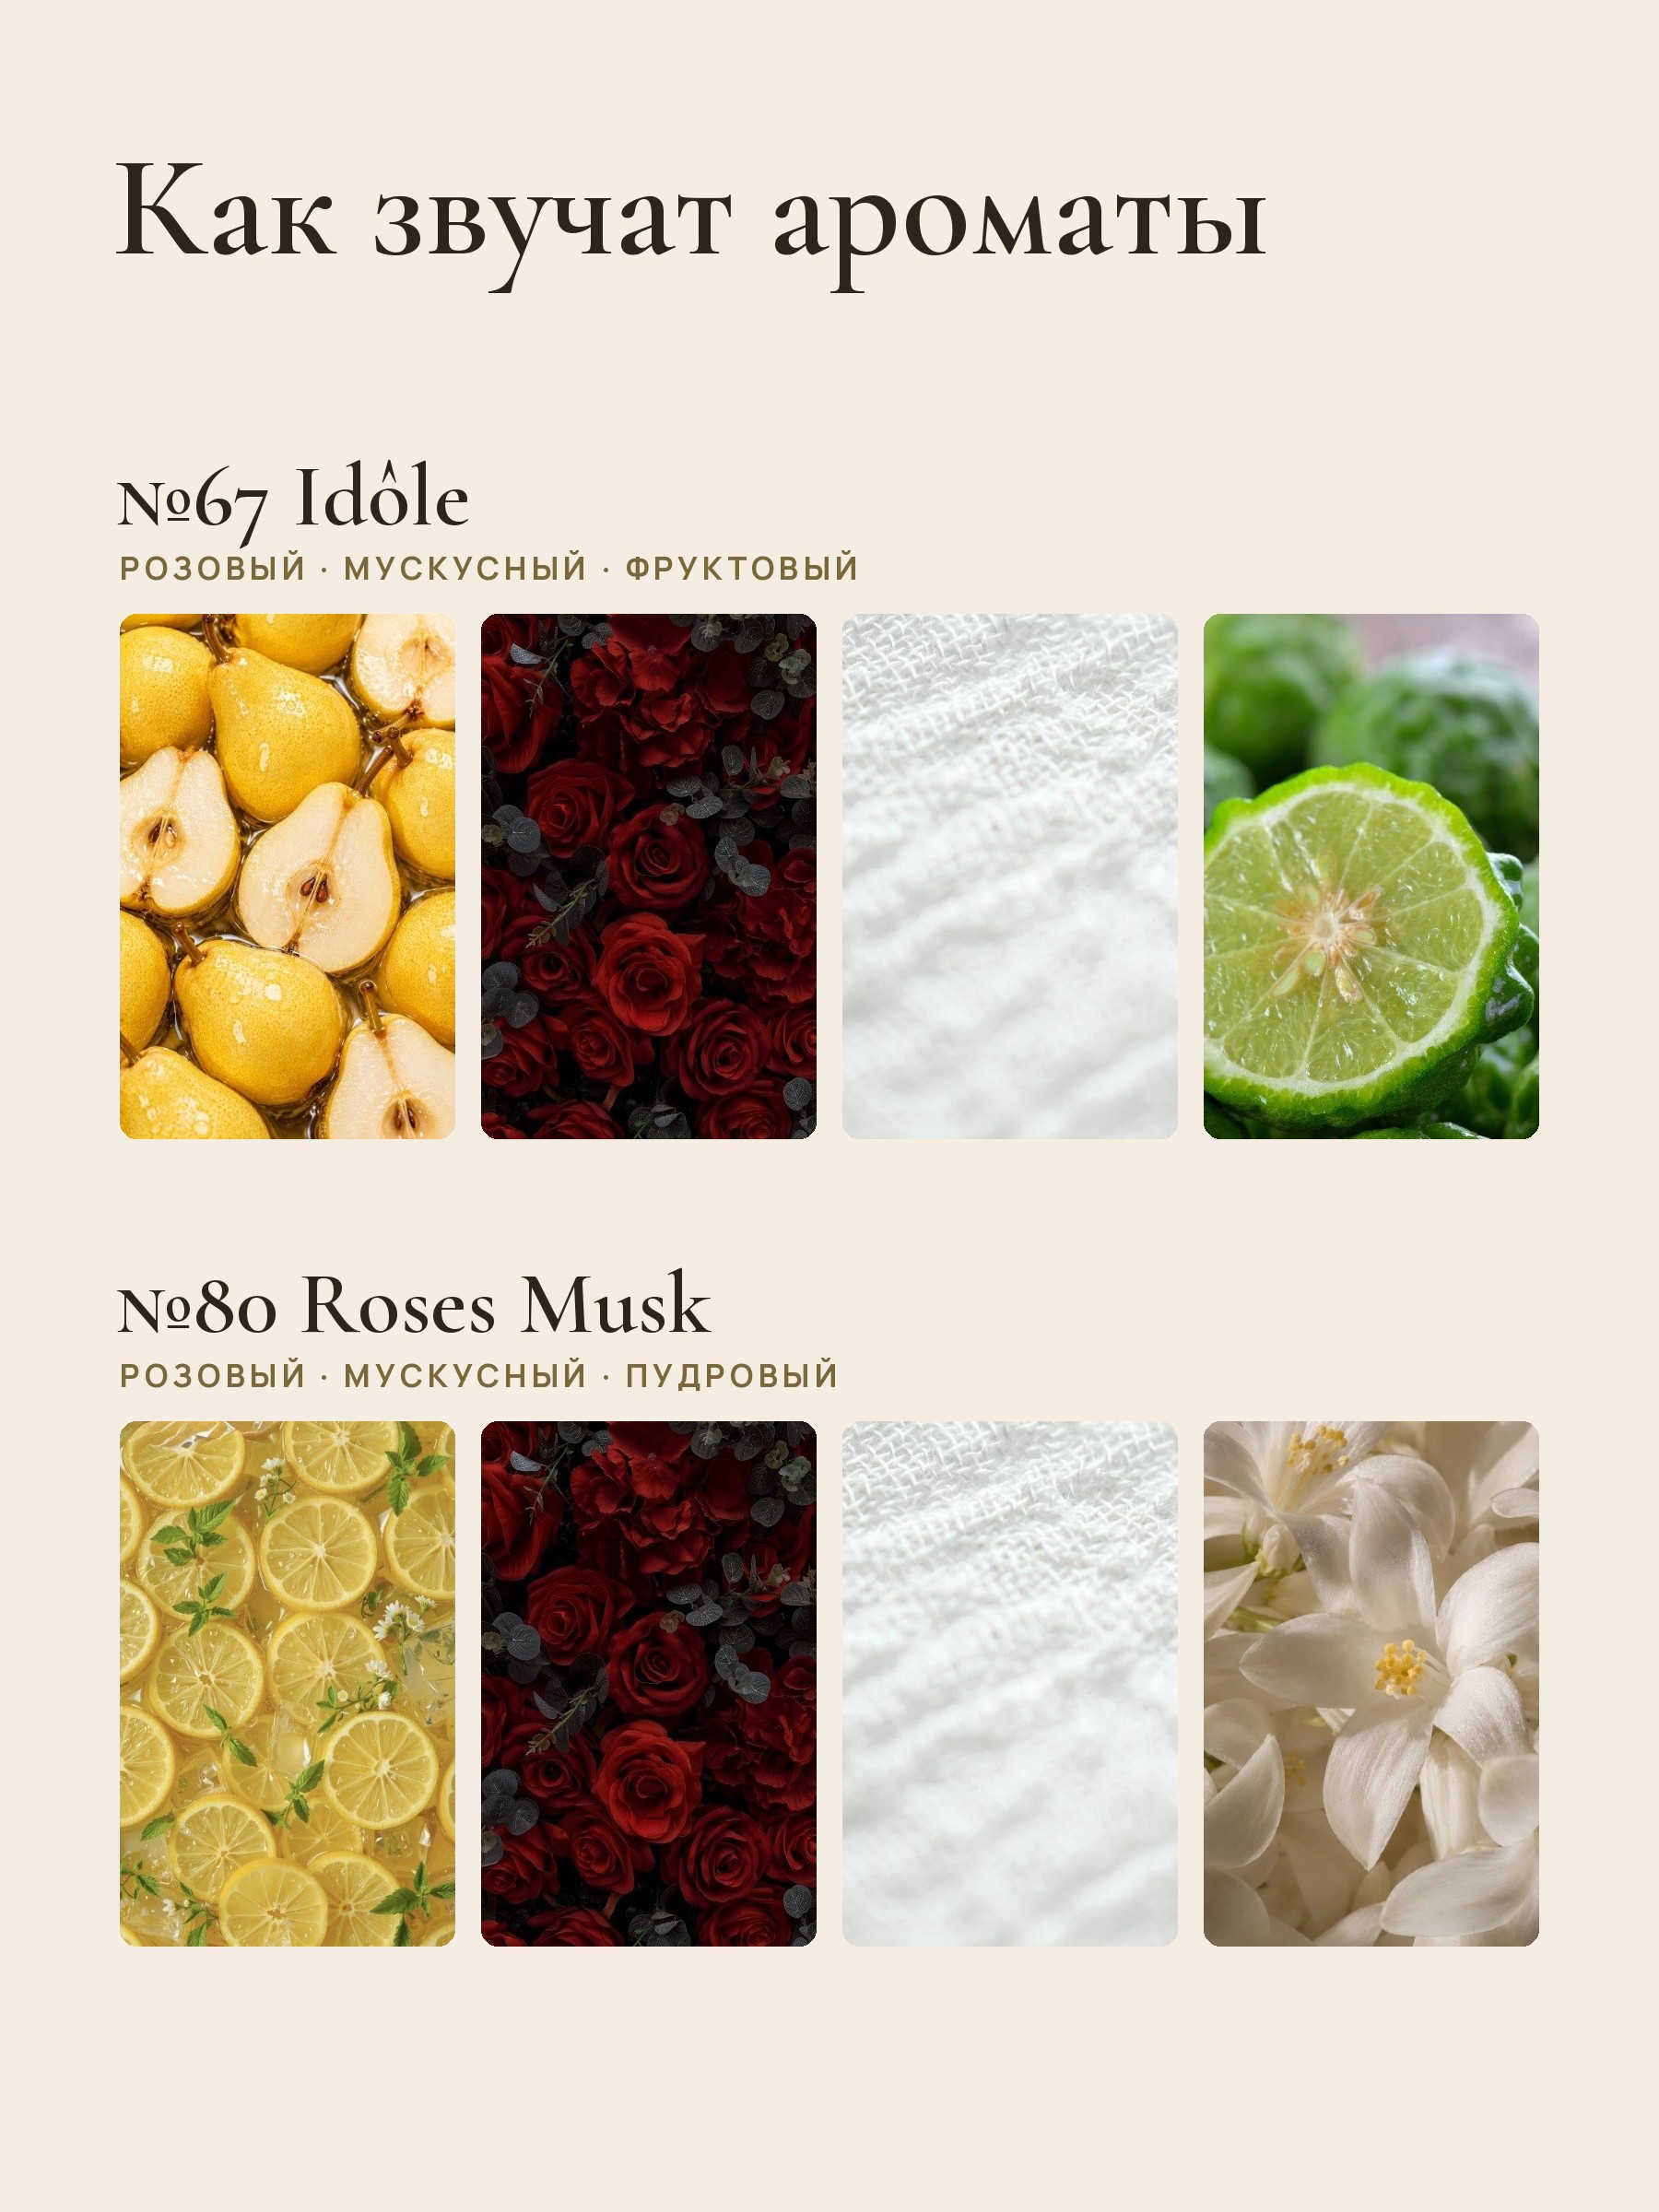 Как звучат ароматы
№67 Idôle
РОЗОВЫЙ · МУСКУСНЫЙ · ФРУКТОВЫЙ
№80 Roses Musk
РОЗОВЫЙ · МУСКУСНЫЙ · ПУДРОВЫЙ